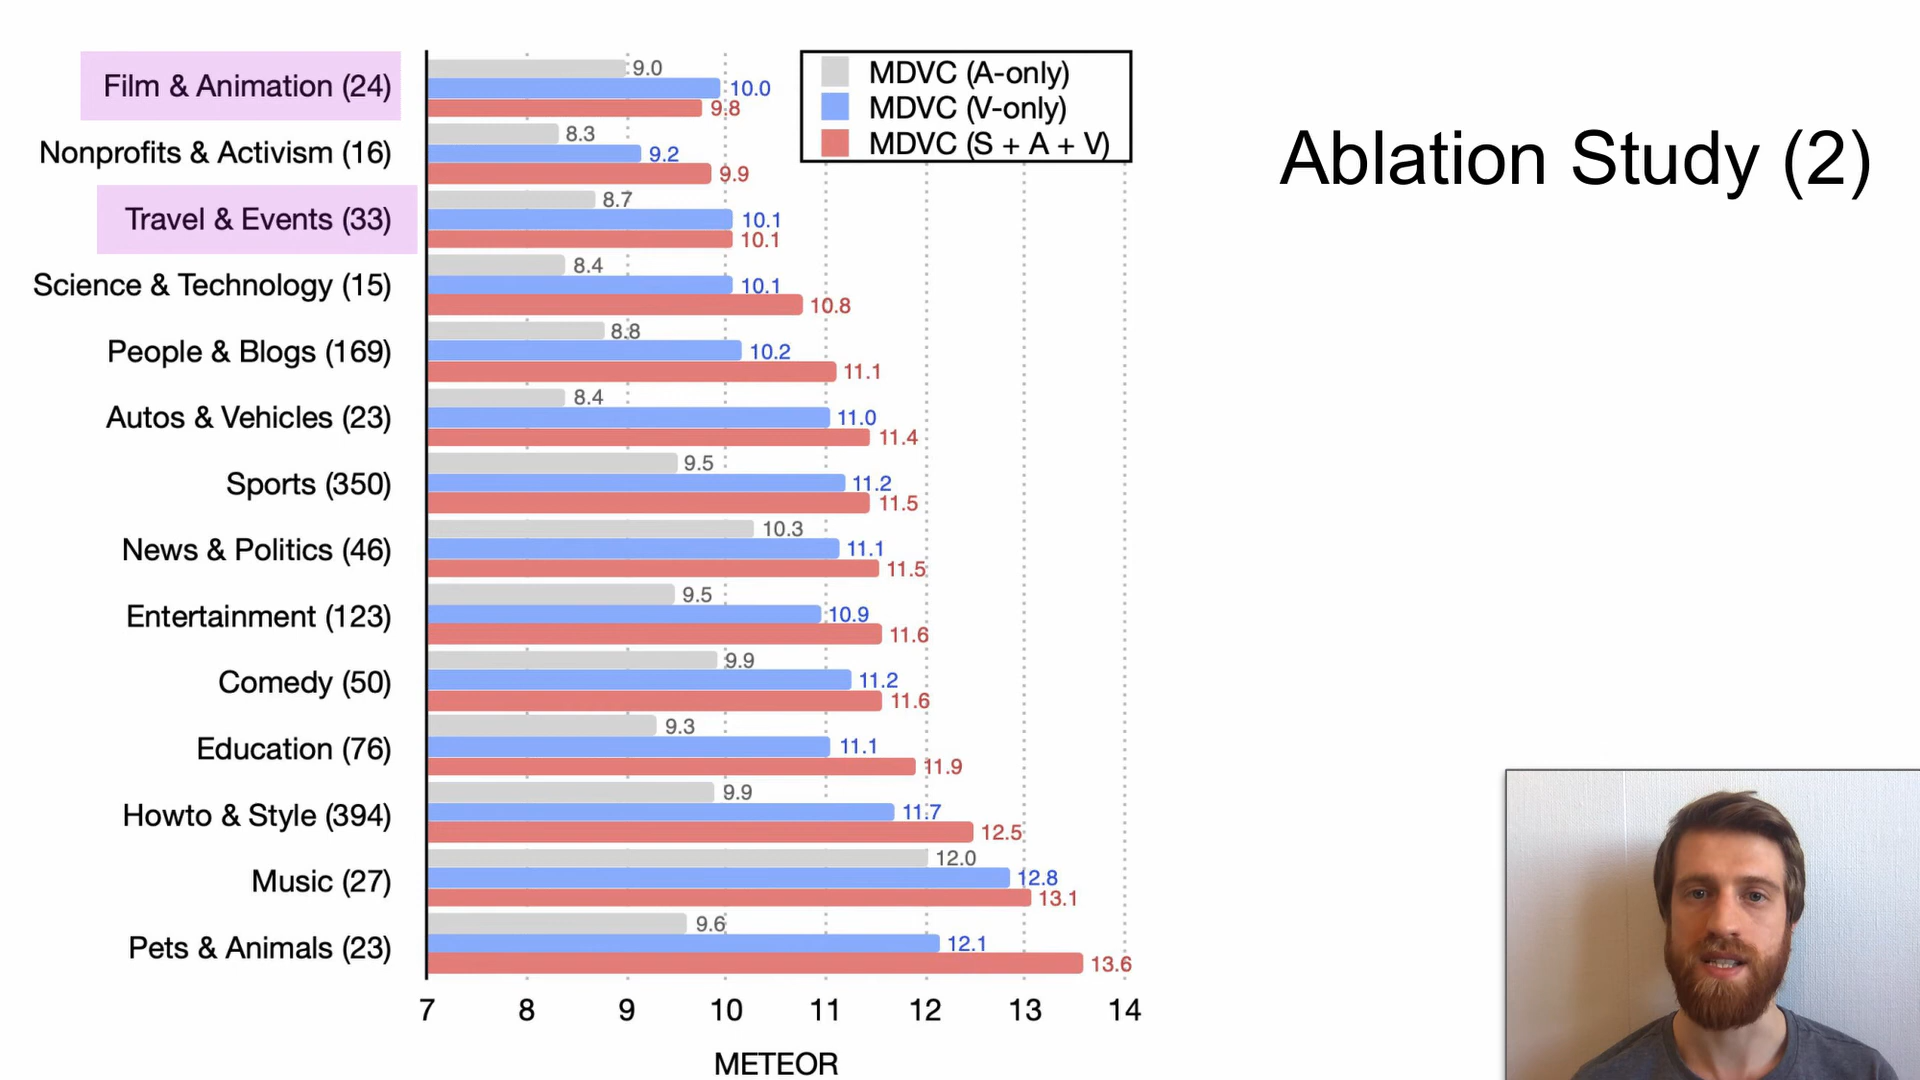 Ablation Study (2)
MDVC (A-only)
MDVC (V-only)
MDVC (S + A + V)
Film & Animation (24)
9.0
10.0
9.8
Nonprofits & Activism (16)
8.3
9.2
9.9
Travel & Events (33)
8.7
10.1
10.1
Science & Technology (15)
8.4
10.1
10.8
People & Blogs (169)
8.8
10.2
11.1
Autos & Vehicles (23)
8.4
11.0
11.4
Sports (350)
9.5
11.2
11.5
News & Politics (46)
10.3
11.1
11.5
Entertainment (123)
9.5
10.9
11.6
Comedy (50)
9.9
11.2
11.6
Education (76)
9.3
11.1
11.9
Howto & Style (394)
9.9
11.7
12.5
Music (27)
12.0
12.8
13.1
Pets & Animals (23)
9.6
12.1
13.6
7 8 9 10 11 12 13 14
METEOR